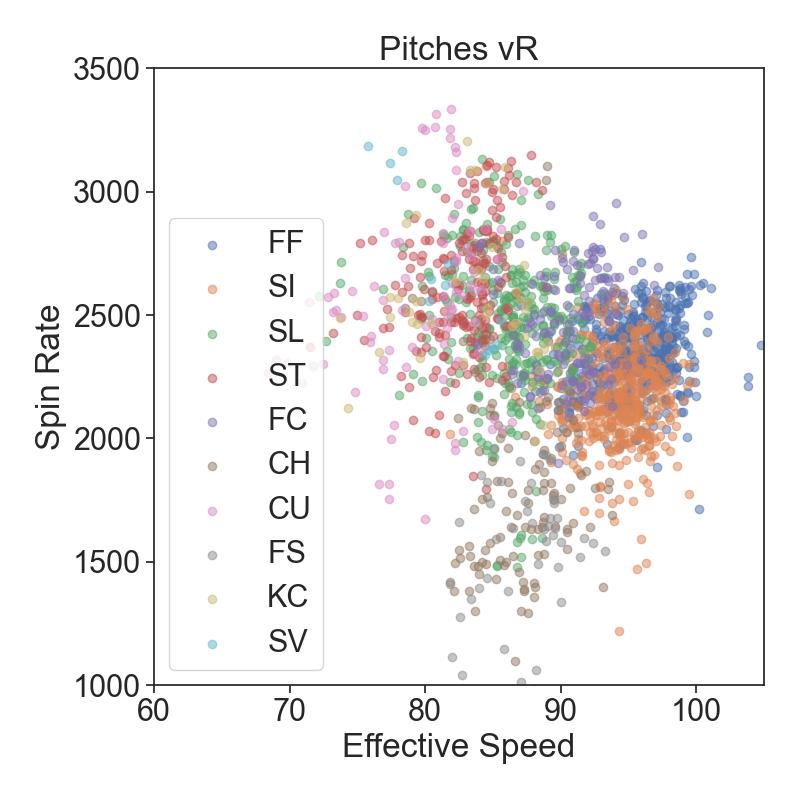 Pitches vR
3500
3000
2500
2000
1500
1000
Spin Rate
FF
SI
SL
ST
FC
CH
CU
FS
KC
SV
60
70
80
90
100
Effective Speed